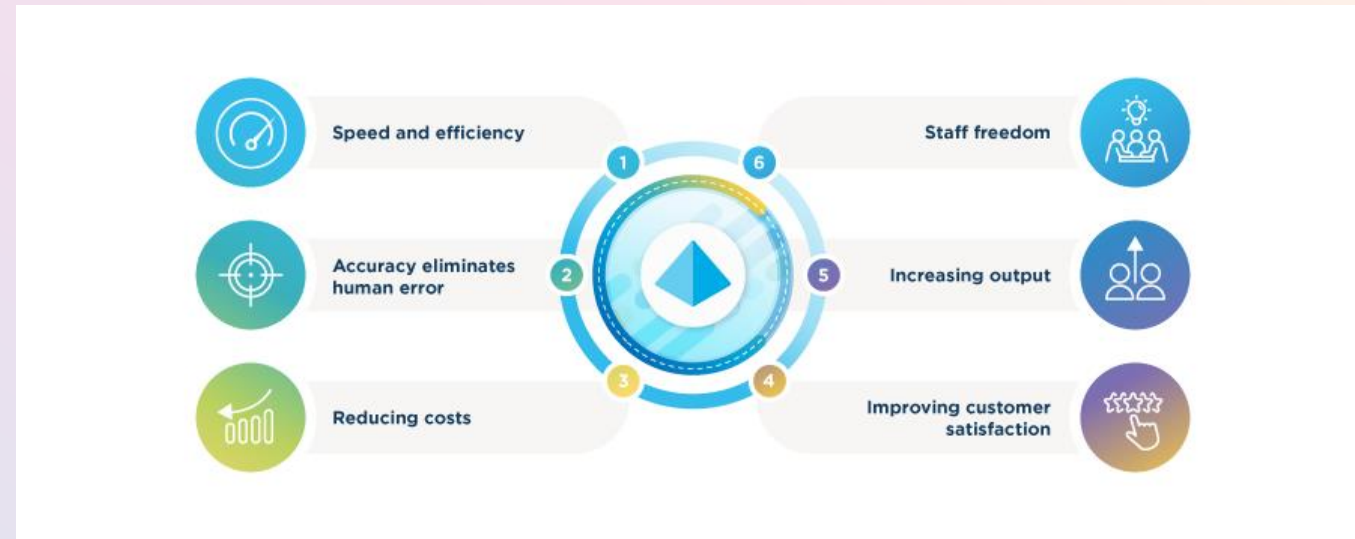 Speed and efficiency
1
Accuracy eliminates
human error
2
Reducing costs
3
Staff freedom
6
Increasing output
5
Improving customer
satisfaction
4